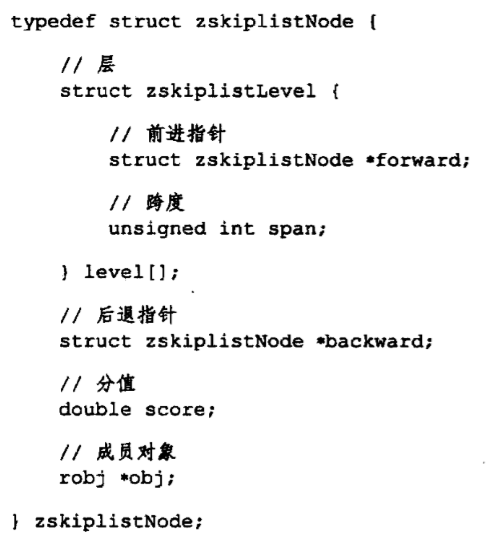 typedef struct zskiplistNode {
// 层
struct zskiplistLevel {
// 前进指针
struct zskiplistNode *forward;
// 跨度
unsigned int span;
} level[];
// 后退指针
struct zskiplistNode *backward;
// 分值
double score;
// 成员对象
robj *obj;
} zskiplistNode;